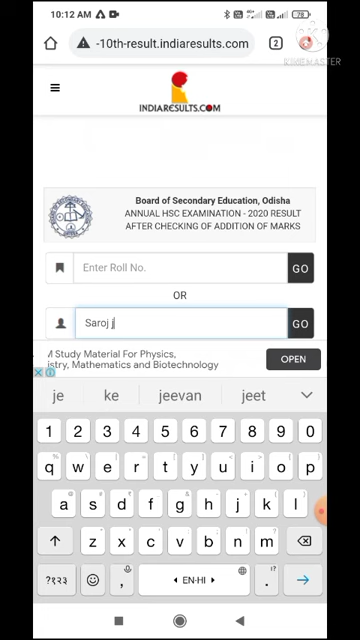 10:12 AM
78
-10th-result.indiaresults.com
2
KINEMASTER
INDIARESULTS.COM
Board of Secondary Education, Odisha
ANNUAL HSC EXAMINATION - 2020 RESULT
AFTER CHECKING OF ADDITION OF MARKS
Enter Roll No.
GO
OR
Saroj j
GO
Study Material For Physics,
istry, Mathematics and Biotechnology
OPEN
je ke jeevan jeet
1 2 3 4 5 6 7 8 9 0
q w e r t y u i o p
a s d f g h j k l
z x c v b n m
?१२३ , EN-HI .